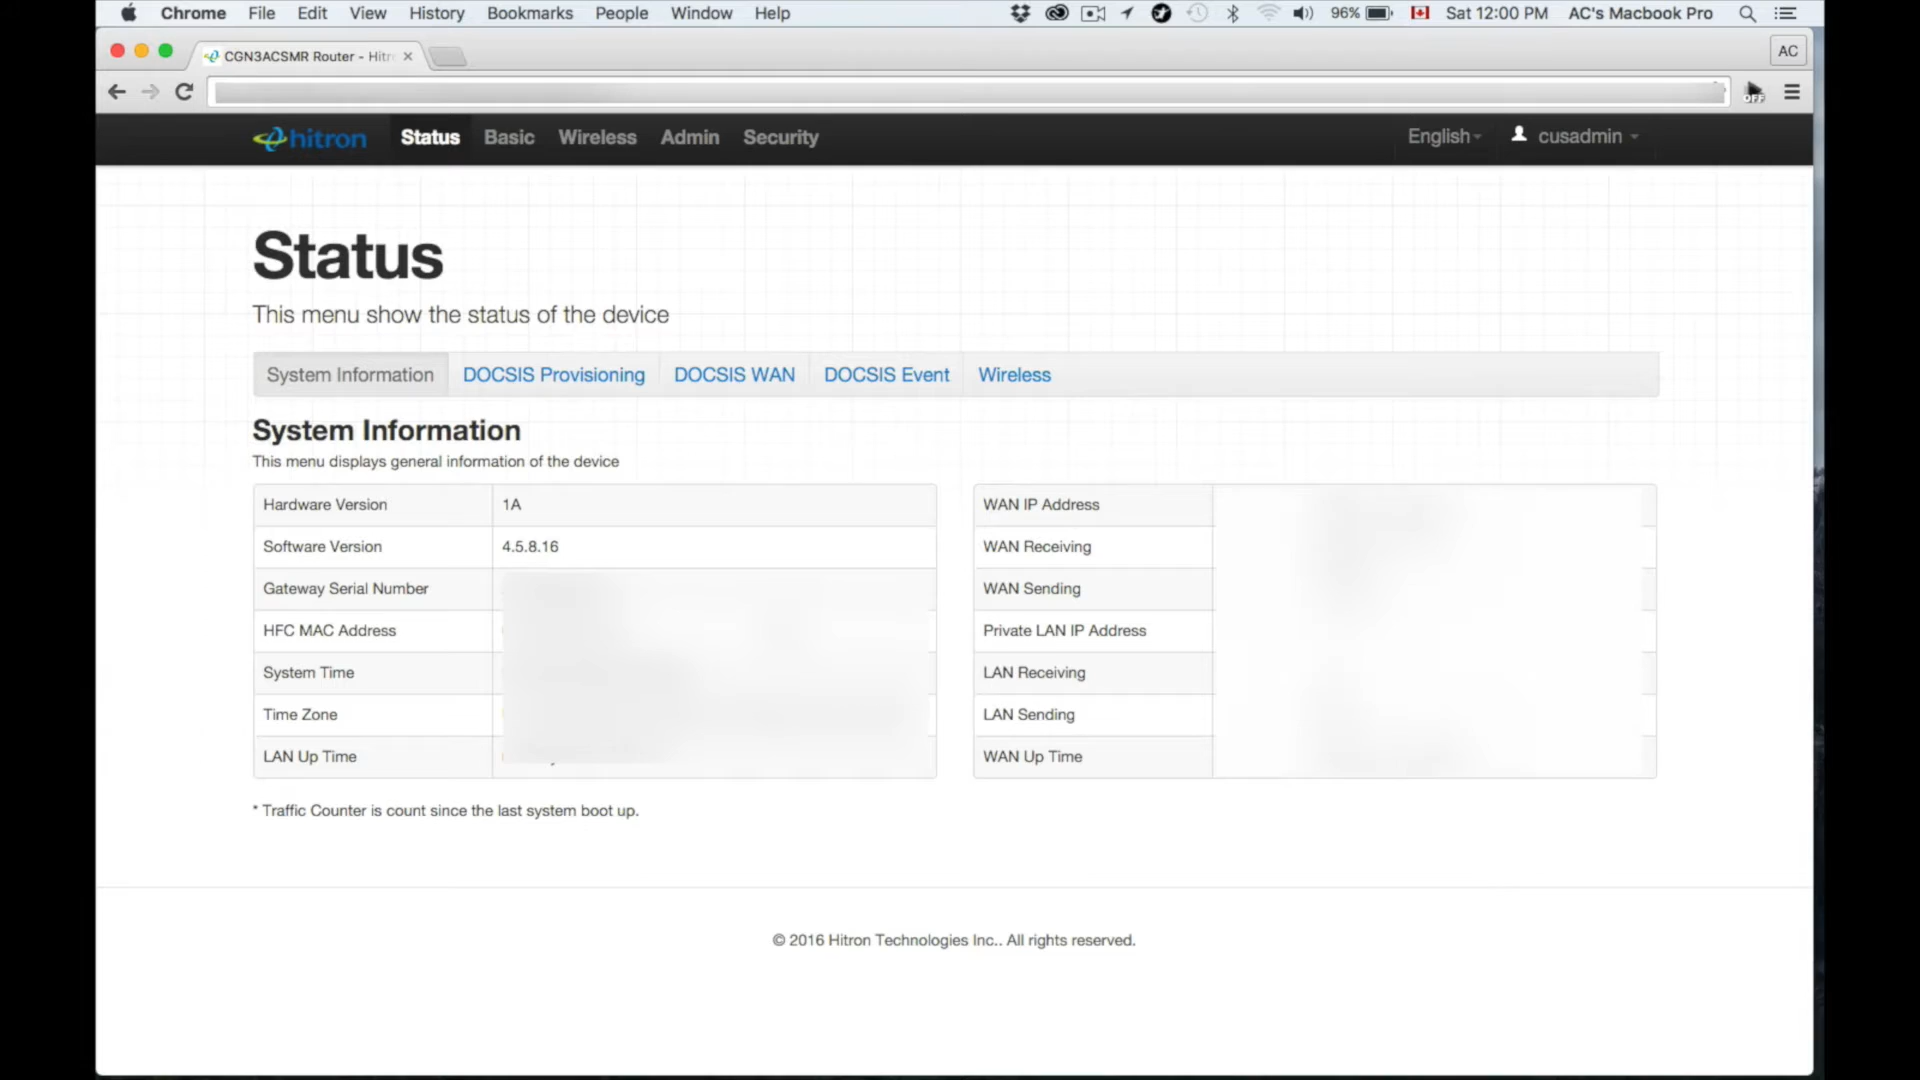 Chrome File Edit View History Bookmarks People Window Help 96% Sat 12:00 PM AC's Macbook Pro
CGN3ACSMR Router - Hitr AC
OFF
hitron Status Basic Wireless Admin Security English cusadmin
Status
This menu show the status of the device
System Information DOCSIS Provisioning DOCSIS WAN DOCSIS Event Wireless
System Information
This menu displays general information of the device
Hardware Version 1A WAN IP Address
Software Version 4.5.8.16 WAN Receiving
Gateway Serial Number WAN Sending
HFC MAC Address Private LAN IP Address
System Time LAN Receiving
Time Zone LAN Sending
LAN Up Time WAN Up Time
* Traffic Counter is count since the last system boot up.
© 2016 Hitron Technologies Inc.. All rights reserved.